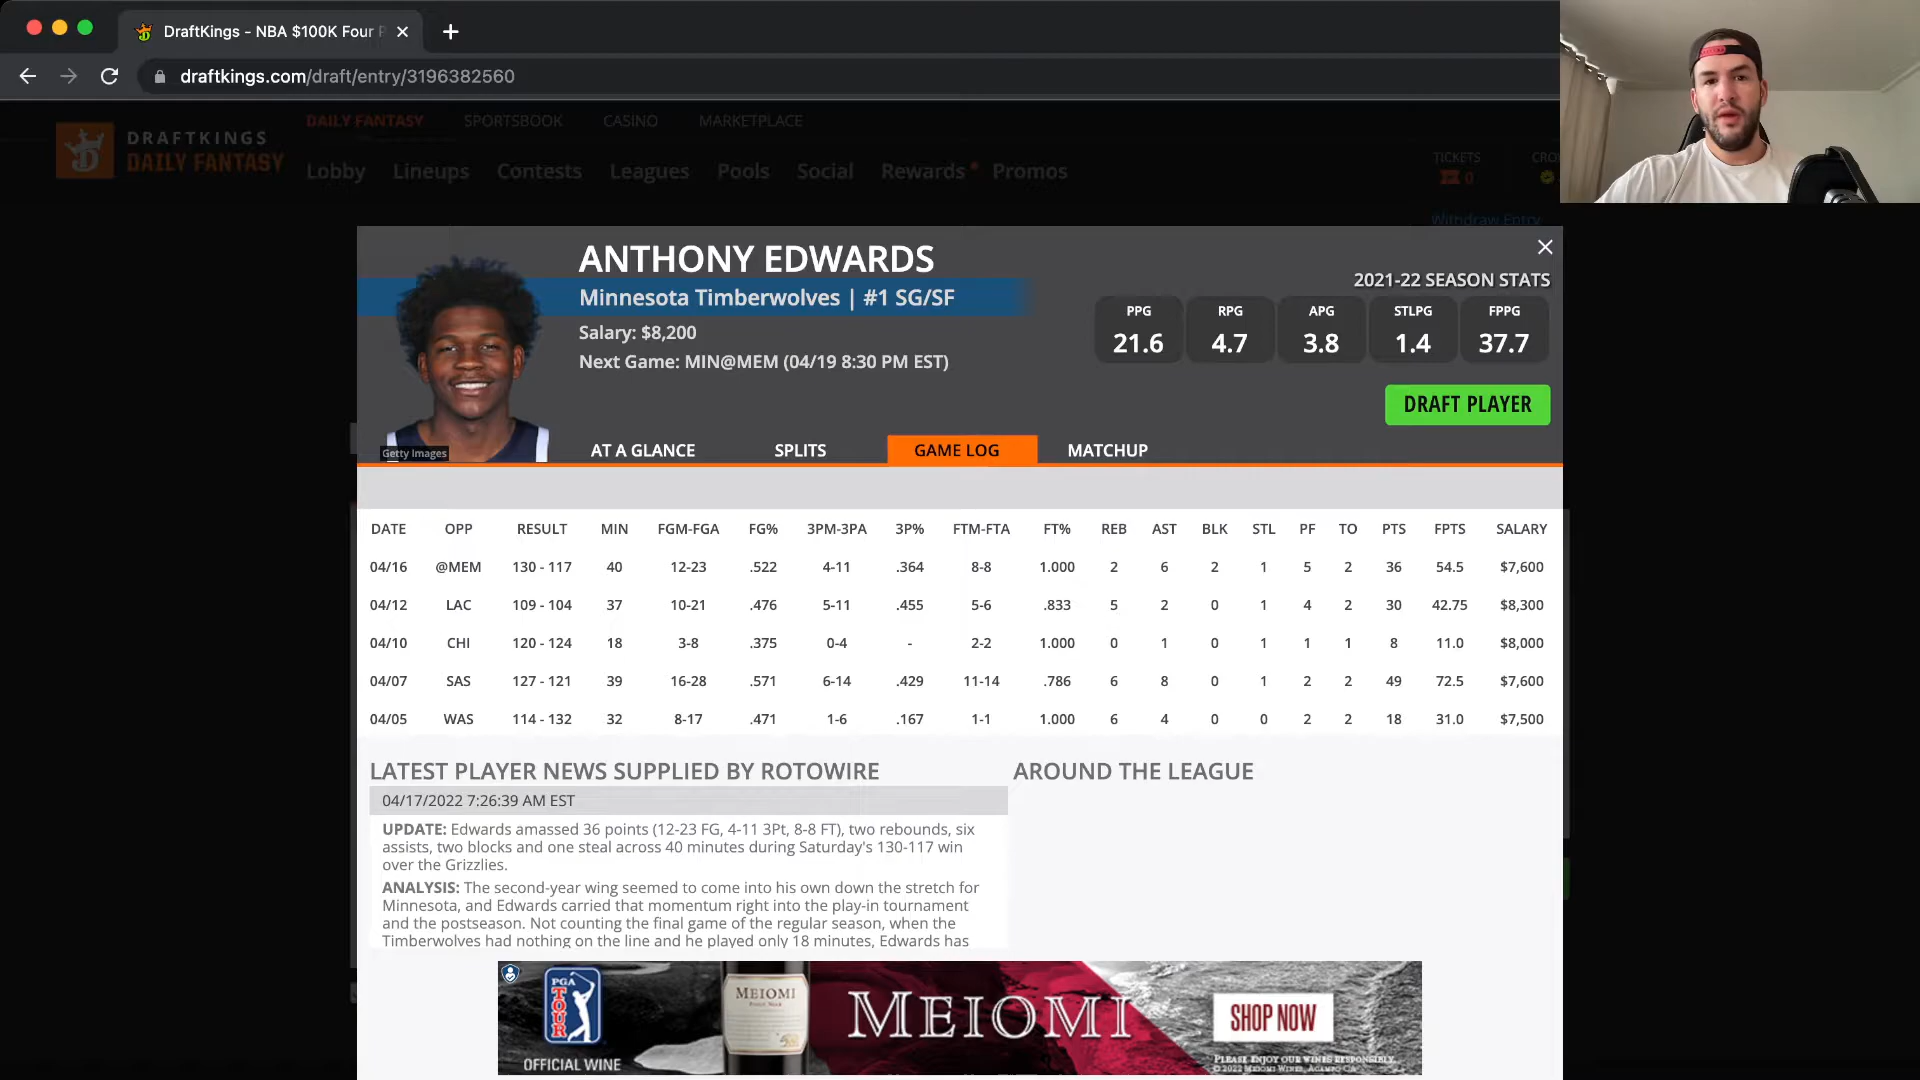 DraftKings - NBA $100K Four
draftkings.com/draft/entry/3196382560
DRAFTKINGS
DAILY FANTASY
DAILY FANTASY SPORTSBOOK CASINO MARKETPLACE
Lobby Lineups Contests Leagues Pools Social Rewards Promos
TICKETS
0
CRO
Withdraw Entry
ANTHONY EDWARDS
Minnesota Timberwolves | #1 SG/SF
Salary: $8,200
Next Game: MIN@MEM (04/19 8:30 PM EST)
2021-22 SEASON STATS
PPG RPG APG STLPG FPPG
21.6 4.7 3.8 1.4 37.7
DRAFT PLAYER
Getty Images
AT A GLANCE SPLITS GAME LOG MATCHUP
DATE OPP RESULT MIN FGM-FGA FG% 3PM-3PA 3P% FTM-FTA FT% REB AST BLK STL PF TO PTS FPTS SALARY
04/16 @MEM 130 - 117 40 12-23 .522 4-11 .364 8-8 1.000 2 6 2 1 5 2 36 54.5 $7,600
04/12 LAC 109 - 104 37 10-21 .476 5-11 .455 5-6 .833 5 2 0 1 4 2 30 42.75 $8,300
04/10 CHI 120 - 124 18 3-8 .375 0-4 - 2-2 1.000 0 1 0 1 1 1 8 11.0 $8,000
04/07 SAS 127 - 121 39 16-28 .571 6-14 .429 11-14 .786 6 8 0 1 2 2 49 72.5 $7,600
04/05 WAS 114 - 132 32 8-17 .471 1-6 .167 1-1 1.000 6 4 0 0 2 2 18 31.0 $7,500
LATEST PLAYER NEWS SUPPLIED BY ROTOWIRE
AROUND THE LEAGUE
04/17/2022 7:26:39 AM EST
UPDATE: Edwards amassed 36 points (12-23 FG, 4-11 3Pt, 8-8 FT), two rebounds, six
assists, two blocks and one steal across 40 minutes during Saturday's 130-117 win
over the Grizzlies.
ANALYSIS: The second-year wing seemed to come into his own down the stretch for
Minnesota, and Edwards carried that momentum right into the play-in tournament
and the postseason. Not counting the final game of the regular season, when the
Timberwolves had nothing on the line and he played only 18 minutes, Edwards has
PGA
TOUR
OFFICIAL WINE
MEIOMI
MEIOMI
SHOP NOW
PLEASE ENJOY OUR WINES RESPONSIBLY.